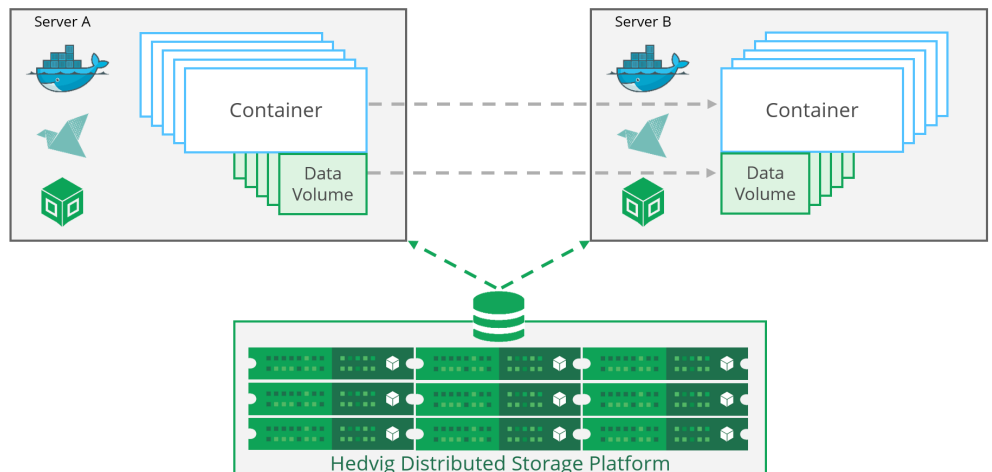 Server A
Container
Data
Volume
Server B
Container
Data
Volume
Hedvig Distributed Storage Platform